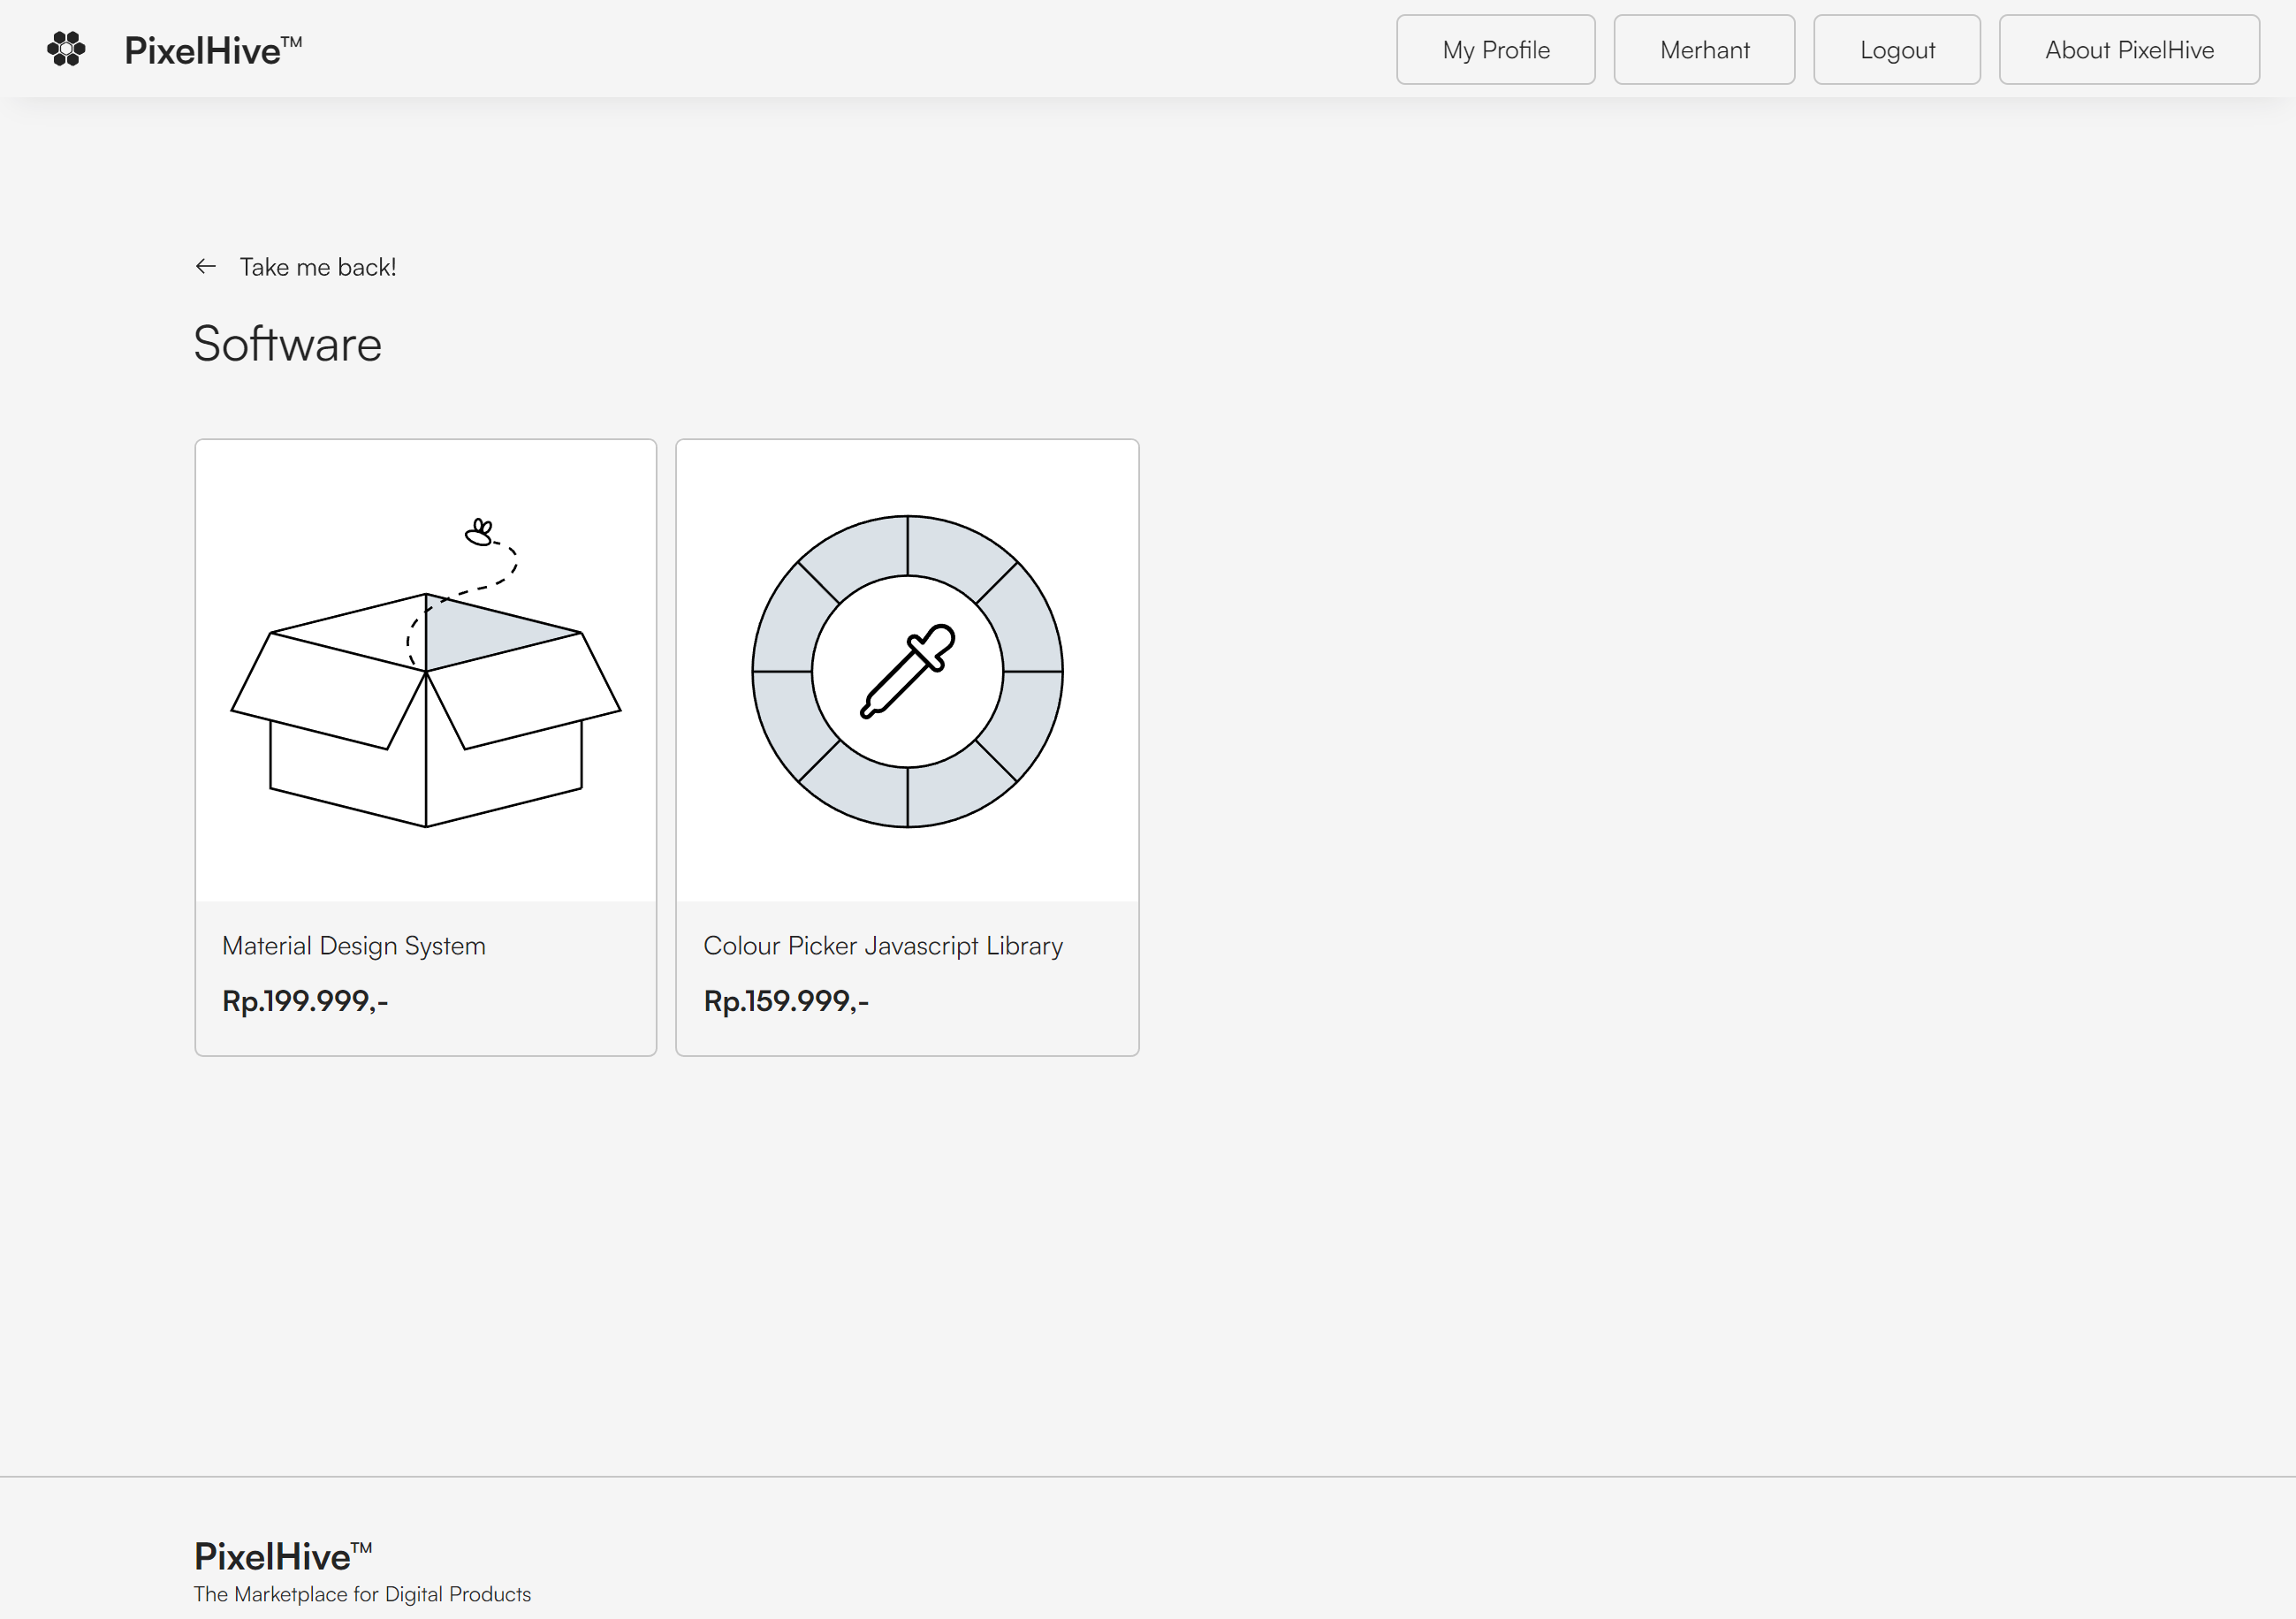 PixelHive™
My Profile
Merhant
Logout
About PixelHive
Take me back!
Software
Material Design System
Rp.199.999,-
Colour Picker Javascript Library
Rp.159.999,-
PixelHive™
The Marketplace for Digital Products